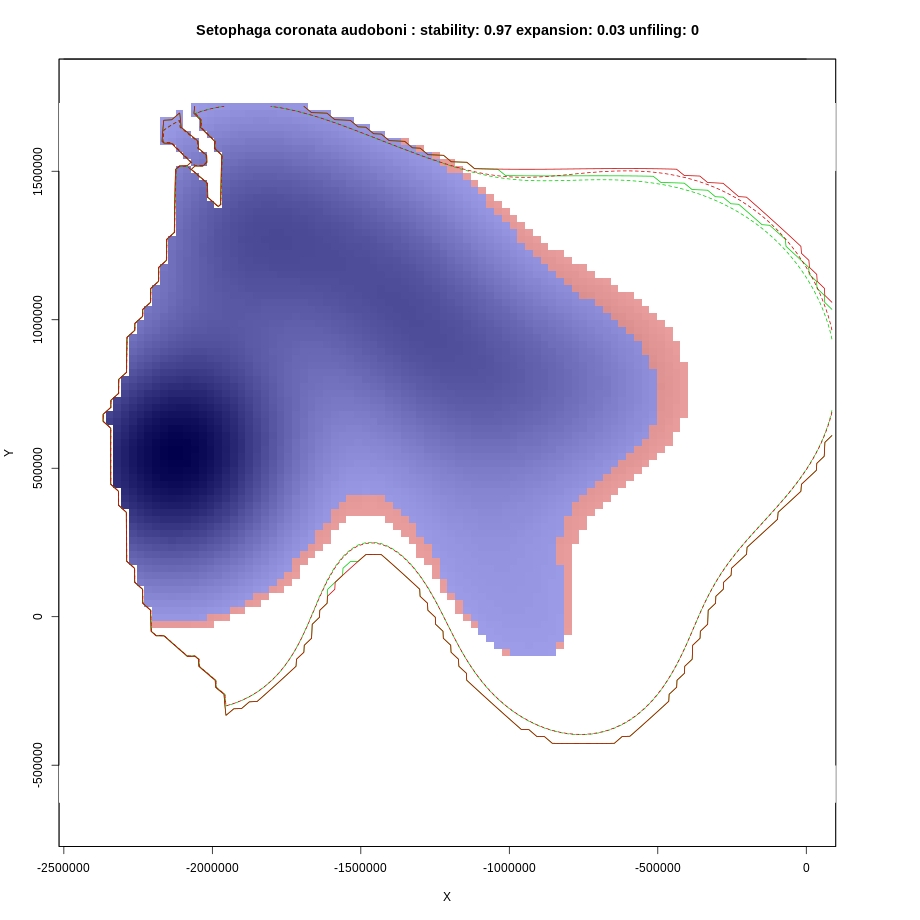 Setophaga coronata audoboni : stability: 0.97 expansion: 0.03 unfiling: 0
1500000
1000000
500000
0
-500000
Y
-2500000 -2000000 -1500000 -1000000 -500000 0
X